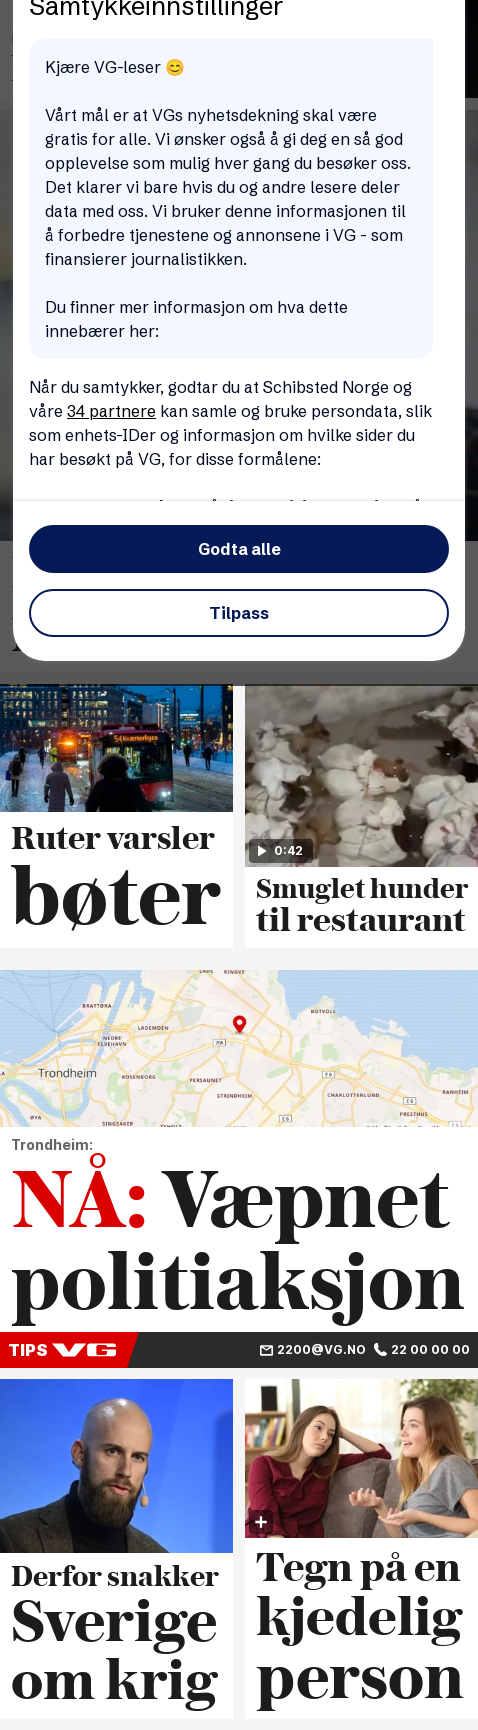 Samtykkeinnstillinger
Kjære VG-leser 😊
Vårt mål er at VGs nyhetsdekning skal være
gratis for alle. Vi ønsker også å gi deg en så god
opplevelse som mulig hver gang du besøker oss.
Det klarer vi bare hvis du og andre lesere deler
data med oss. Vi bruker denne informasjonen til
å forbedre tjenestene og annonsene i VG - som
finansierer journalistikken.
Du finner mer informasjon om hva dette
innebærer her:
Når du samtykker, godtar du at Schibsted Norge og
våre 34 partnere kan samle og bruke persondata, slik
som enhets-IDer og informasjon om hvilke sider du
har besøkt på VG, for disse formålene:
Godta alle
Tilpass
54 Kværnerbyen
0:42
Ruter varsler
bøter
Smuglet hunder
til restaurant
LADE
RINGVE
BRATTØRA
ROTVOLL
LADEMOEN
NEDRE
ELVEHAVN
706
Trondheim
ROSENBORG
PERSAUNET
E 6
RANHEIM
STRINDHEIM
CHARLOTTENLUND
E 6
PRESTHUS
ØYA
SINGSAKER
E 6
Trondheim:
NÅ: Væpnet
politiaksjon
TIPS VG
2200@VG.NO 22 00 00 00
Derfor snakker
Sverige
om krig
Tegn på en
kjedelig
person